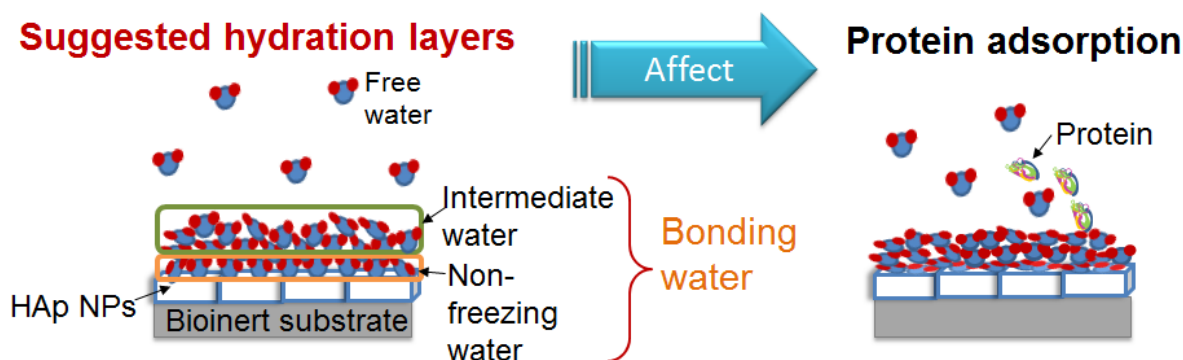 Suggested hydration layers
Free
water
Intermediate
water
Bonding
water
Non-
freezing
water
HAp NPs
Bioinert substrate
Affect
Protein adsorption
Protein